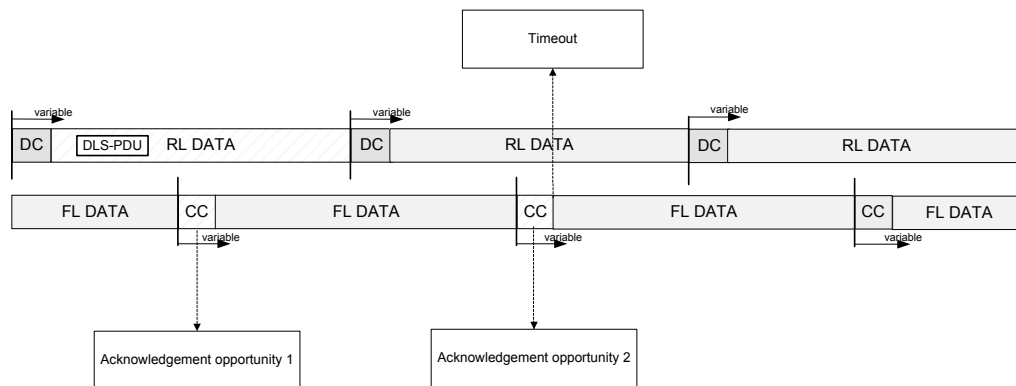 Timeout
variable
variable
variable
DC DLS-PDU RL DATA DC RL DATA DC RL DATA
FL DATA CC FL DATA CC FL DATA CC FL DATA
variable
variable
variable
Acknowledgement opportunity 1
Acknowledgement opportunity 2